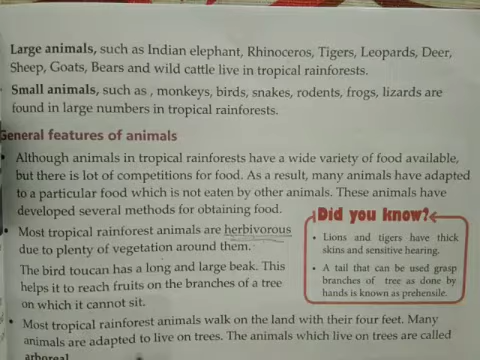 Large animals, such as Indian elephant, Rhinoceros, Tigers, Leopards, Deer,
Sheep, Goats, Bears and wild cattle live in tropical rainforests.
Small animals, such as , monkeys, birds, snakes, rodents, frogs, lizards are
found in large numbers in tropical rainforests.
General features of animals
• Although animals in tropical rainforests have a wide variety of food available,
but there is lot of competitions for food. As a result, many animals have adapted
to a particular food which is not eaten by other animals. These animals have
developed several methods for obtaining food.
• Most tropical rainforest animals are herbivorous
due to plenty of vegetation around them.
The bird toucan has a long and large beak. This
helps it to reach fruits on the branches of a tree
on which it cannot sit.
Did you know?
• Lions and tigers have thick
skins and sensitive hearing.
• A tail that can be used grasp
branches of tree as done by
hands is known as prehensile.
• Most tropical rainforest animals walk on the land with their four feet. Many
animals are adapted to live on trees. The animals which live on trees are called
arboreal